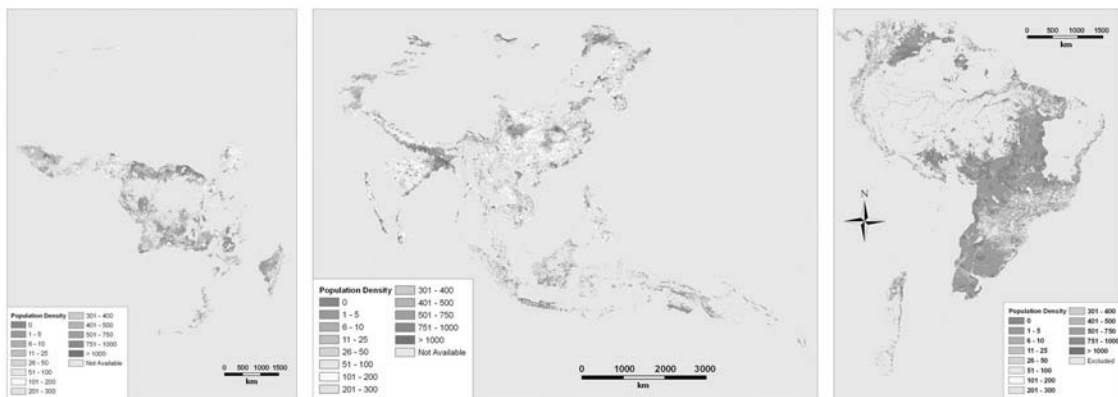 Population Density
0
1 - 5
6 - 10
11 - 25
26 - 50
51 - 100
101 - 200
201 - 300
301 - 400
401 - 500
501 - 750
751 - 1000
> 1000
Not Available
0 500 1000 1500
km
Population Density
0
1 - 5
6 - 10
11 - 25
26 - 50
51 - 100
101 - 200
201 - 300
301 - 400
401 - 500
501 - 750
751 - 1000
> 1000
Not Available
0 1000 2000 3000
km
0 500 1000 1500
km
N
Population Density
0
1 - 5
6 - 10
11 - 25
26 - 50
51 - 100
101 - 200
201 - 300
301 - 400
401 - 500
501 - 750
751 - 1000
> 1000
Excluded